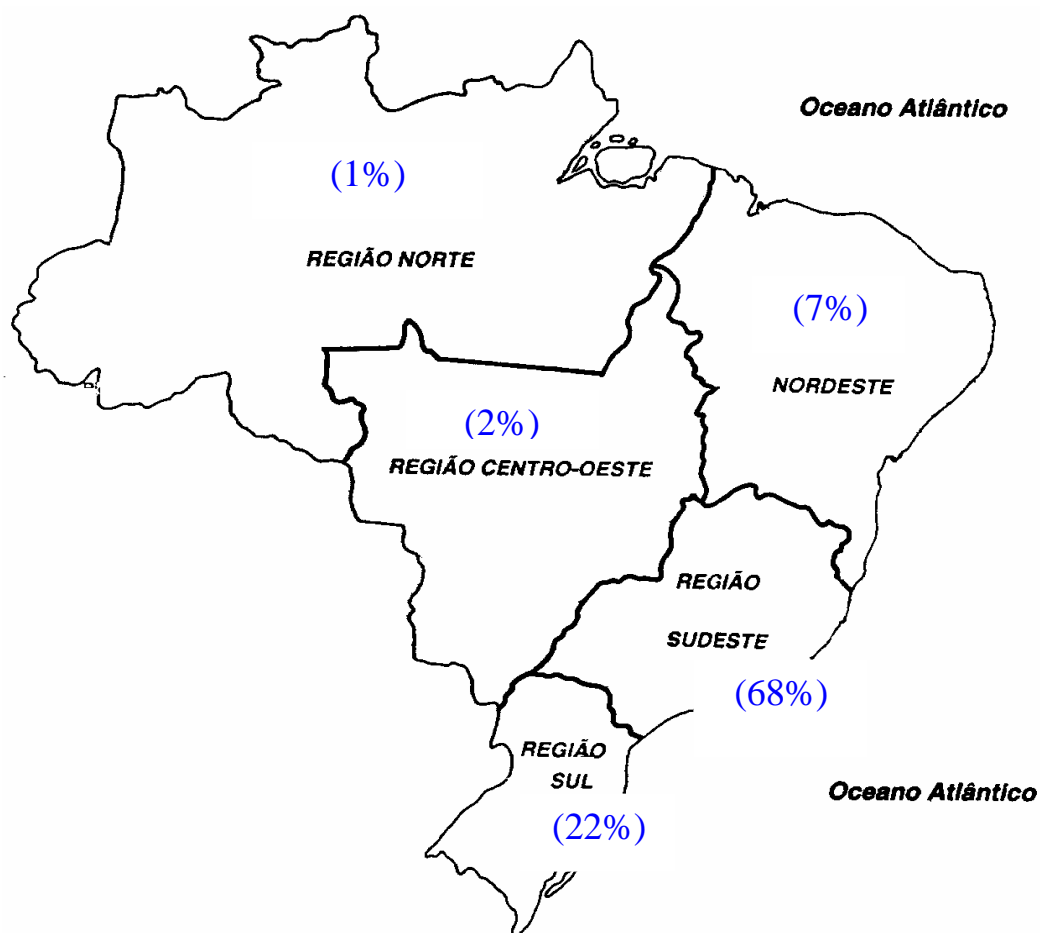 Oceano Atlântico
(1%)
REGIÃO NORTE
(7%)
NORDESTE
(2%)
REGIÃO CENTRO-OESTE
REGIÃO
SUDESTE
(68%)
REGIÃO
SUL
(22%)
Oceano Atlântico